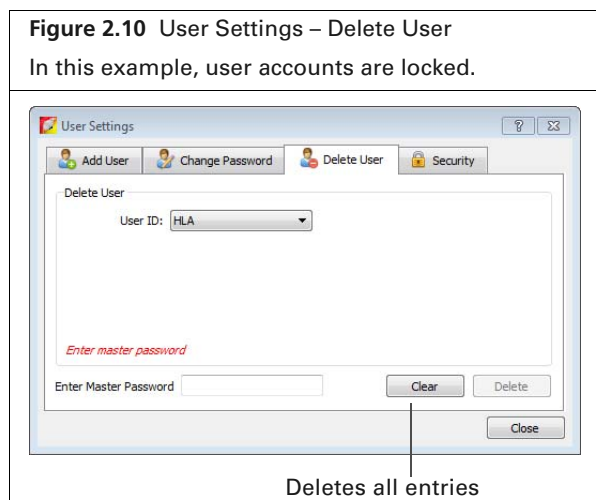 Figure 2.10 User Settings – Delete User
In this example, user accounts are locked.
User Settings
?
Add User Change Password Delete User Security
Delete User
User ID: HLA
Enter master password
Enter Master Password Clear Delete
Close
Deletes all entries